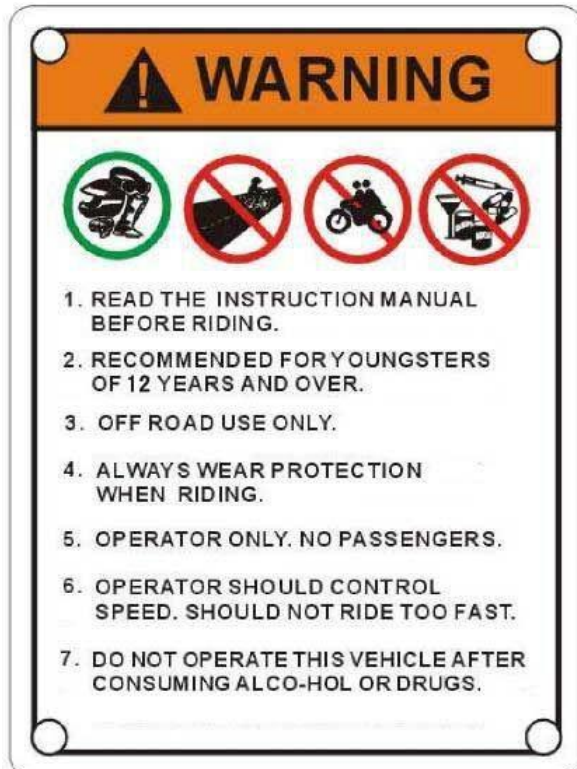 WARNING
1. READ THE INSTRUCTION MANUAL
BEFORE RIDING.
2. RECOMMENDED FOR YOUNGSTERS
OF 12 YEARS AND OVER.
3. OFF ROAD USE ONLY.
4. ALWAYS WEAR PROTECTION
WHEN RIDING.
5. OPERATOR ONLY. NO PASSENGERS.
6. OPERATOR SHOULD CONTROL
SPEED. SHOULD NOT RIDE TOO FAST.
7. DO NOT OPERATE THIS VEHICLE AFTER
CONSUMING ALCO-HOL OR DRUGS.